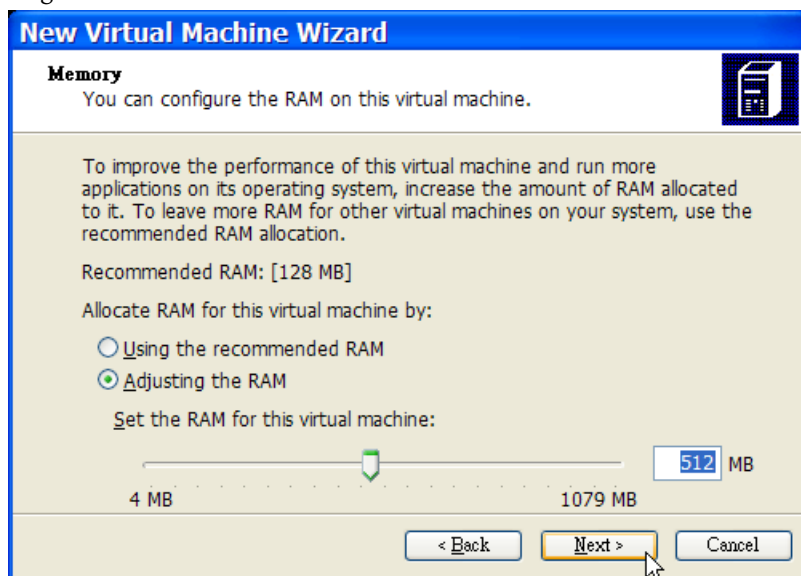 New Virtual Machine Wizard
Memory
You can configure the RAM on this virtual machine.
To improve the performance of this virtual machine and run more
applications on its operating system, increase the amount of RAM allocated
to it. To leave more RAM for other virtual machines on your system, use the
recommended RAM allocation.
Recommended RAM: [128 MB]
Allocate RAM for this virtual machine by:
Using the recommended RAM
Adjusting the RAM
Set the RAM for this virtual machine:
512 MB
4 MB 1079 MB
< Back Next > Cancel